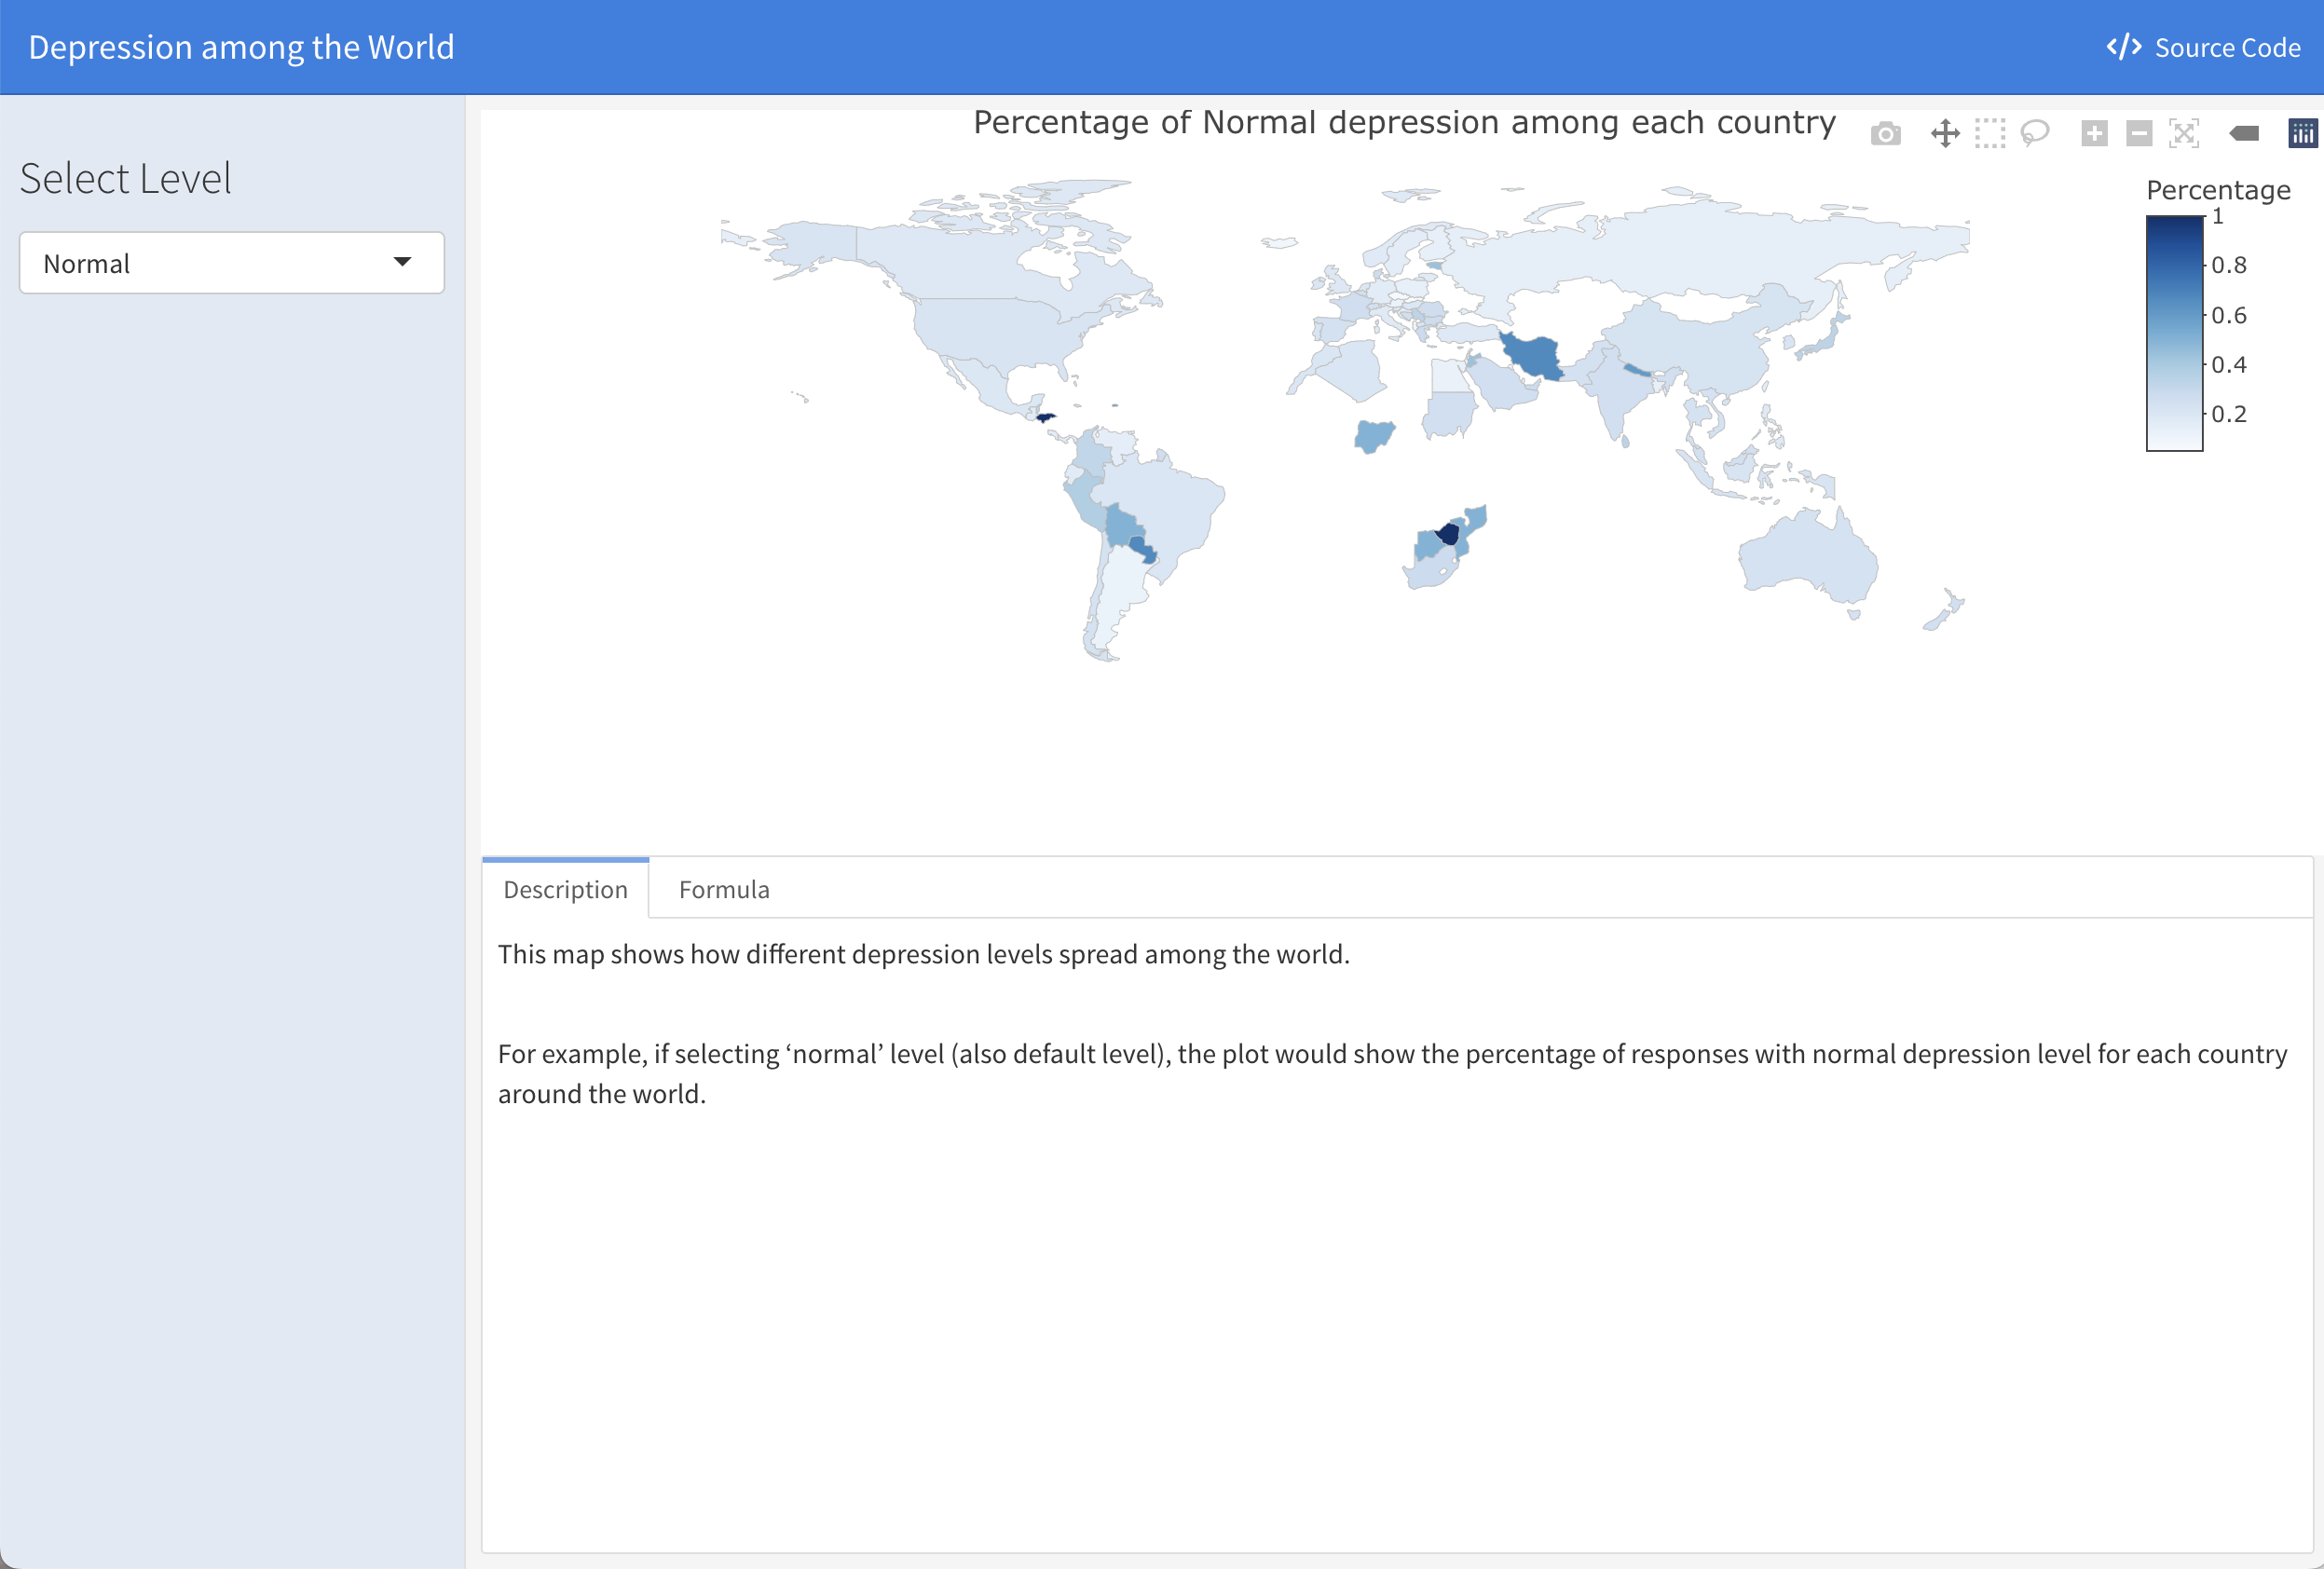 Depression among the World
</> Source Code
Select Level
Normal
Percentage of Normal depression among each country
Percentage
1
0.8
0.6
0.4
0.2
Description
Formula
This map shows how different depression levels spread among the world.
For example, if selecting ‘normal’ level (also default level), the plot would show the percentage of responses with normal depression level for each country
around the world.